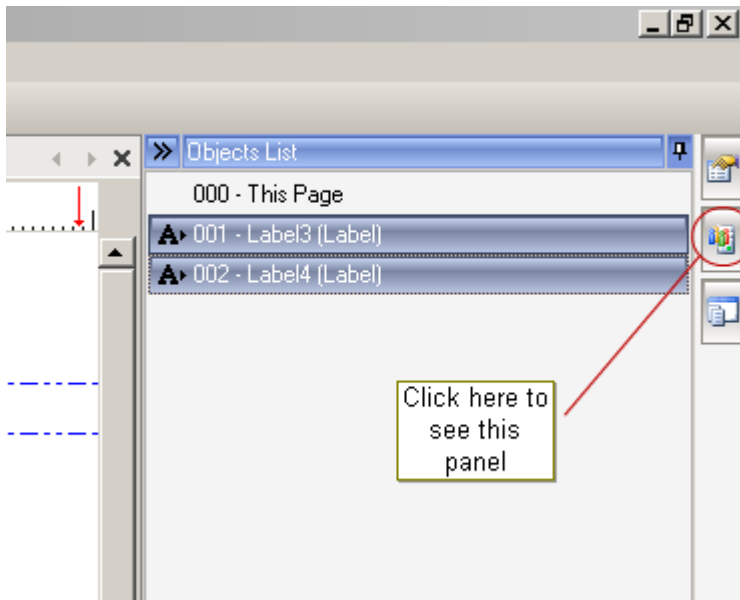 Objects List
000 - This Page
001 - Label3 (Label)
002 - Label4 (Label)
Click here to
see this
panel